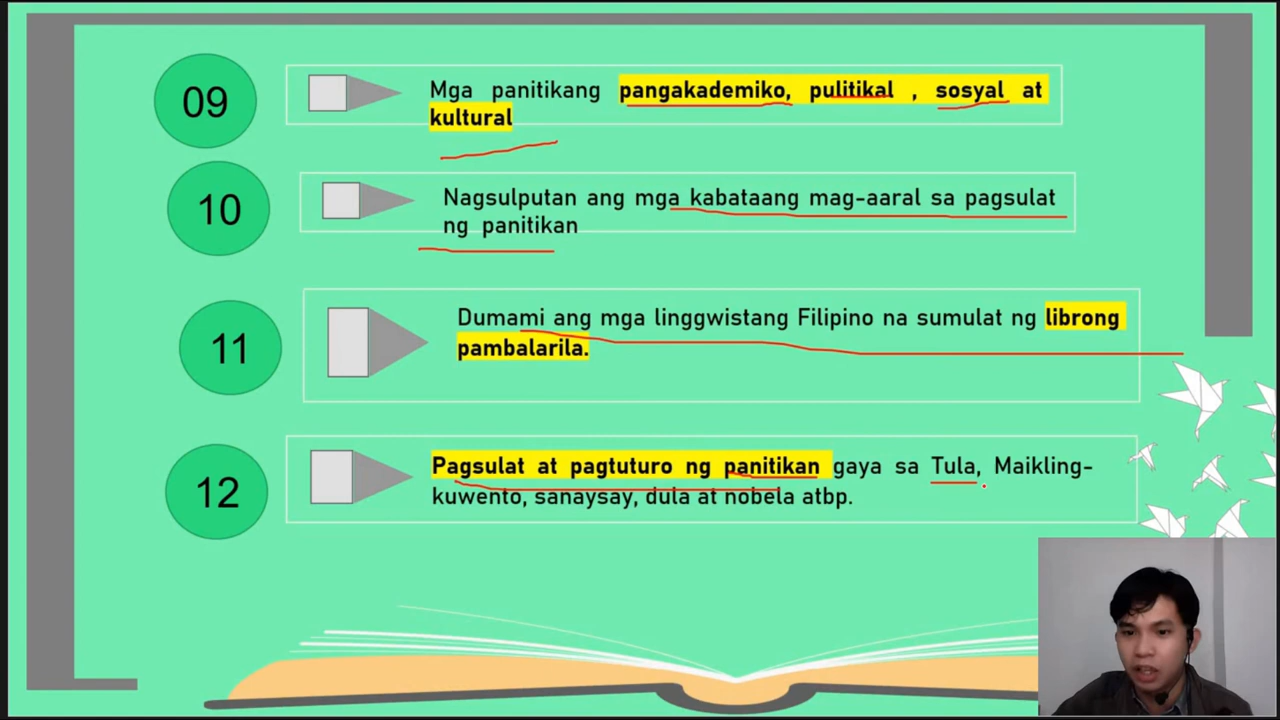 09
Mga panitikang pangakademiko, pulitikal , sosyal at
kultural
10
Nagsulputan ang mga kabataang mag-aaral sa pagsulat
ng panitikan
11
Dumami ang mga linggwistang Filipino na sumulat ng librong
pambalarila.
12
Pagsulat at pagtuturo ng panitikan gaya sa Tula, Maikling-
kuwento, sanaysay, dula at nobela atbp.